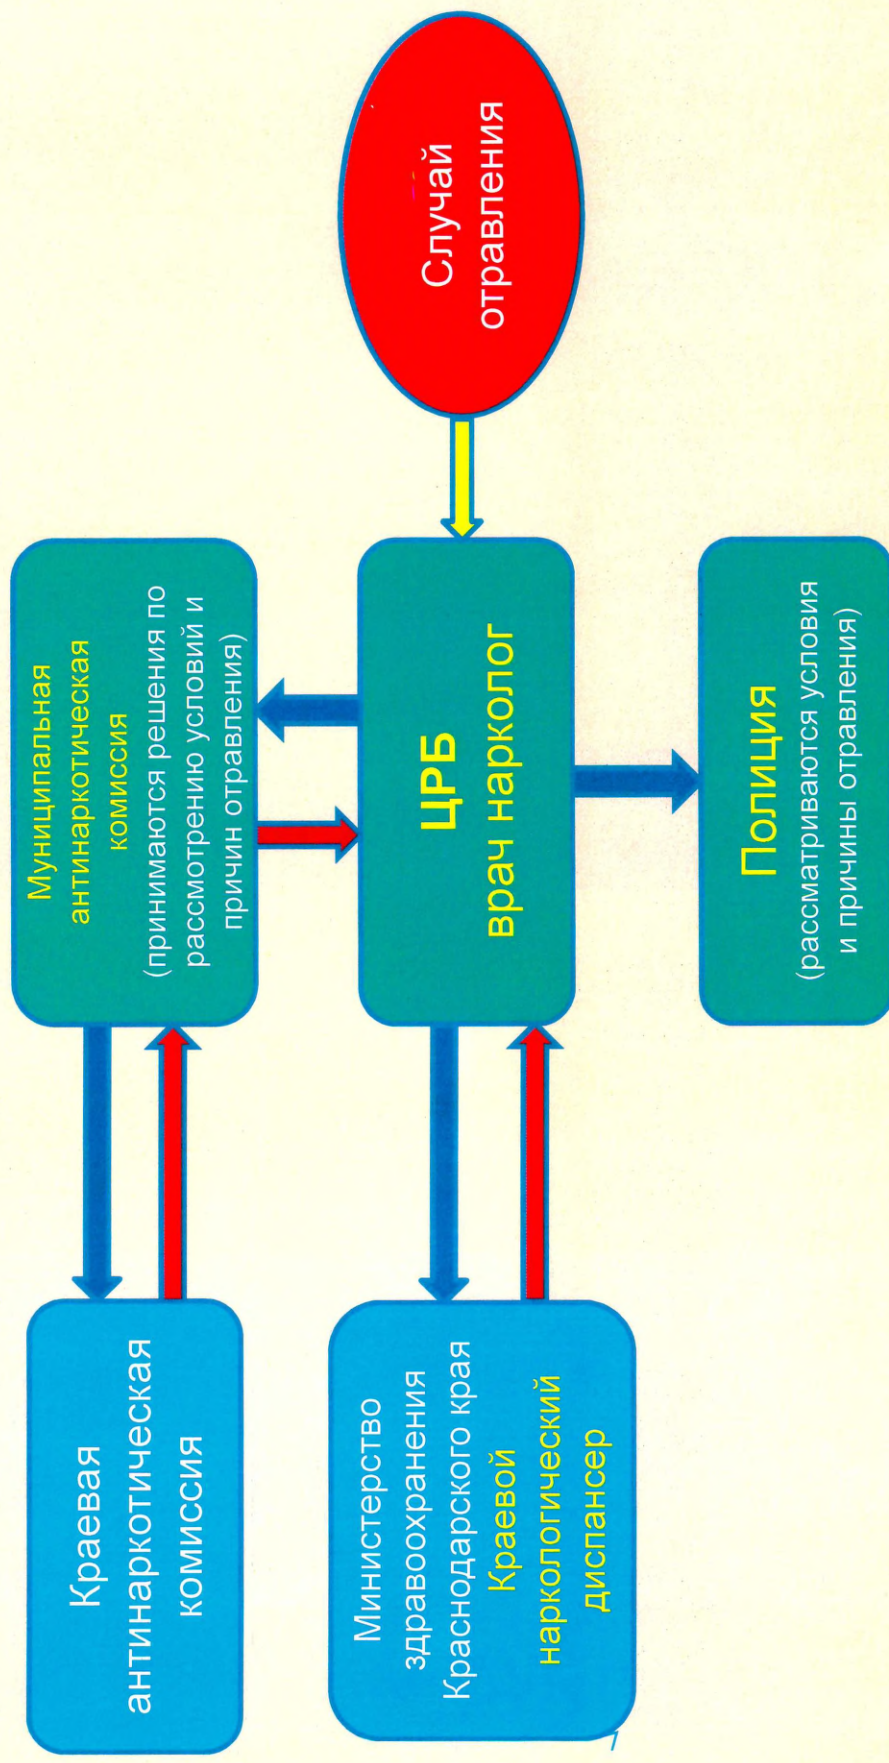 Краевая
антинаркотическая
комиссия
Муниципальная
антинаркотическая
комиссия
(принимаются решения по
рассмотрению условий и
причин отравления)
Министерство
здравоохранения
Краснодарского края
Краевой
наркологический
диспансер
ЦРБ
врач нарколог
Случай
отравления
Полиция
(рассматриваются условия
и причины отравления)